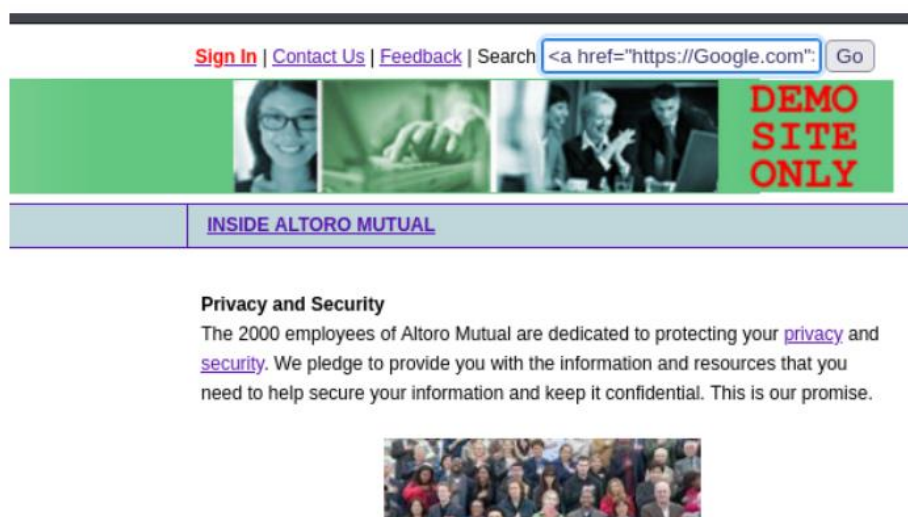 Sign In | Contact Us | Feedback | Search <a href="https://Google.com": Go
DEMO
SITE
ONLY
INSIDE ALTORO MUTUAL
Privacy and Security
The 2000 employees of Altoro Mutual are dedicated to protecting your privacy and
security. We pledge to provide you with the information and resources that you
need to help secure your information and keep it confidential. This is our promise.